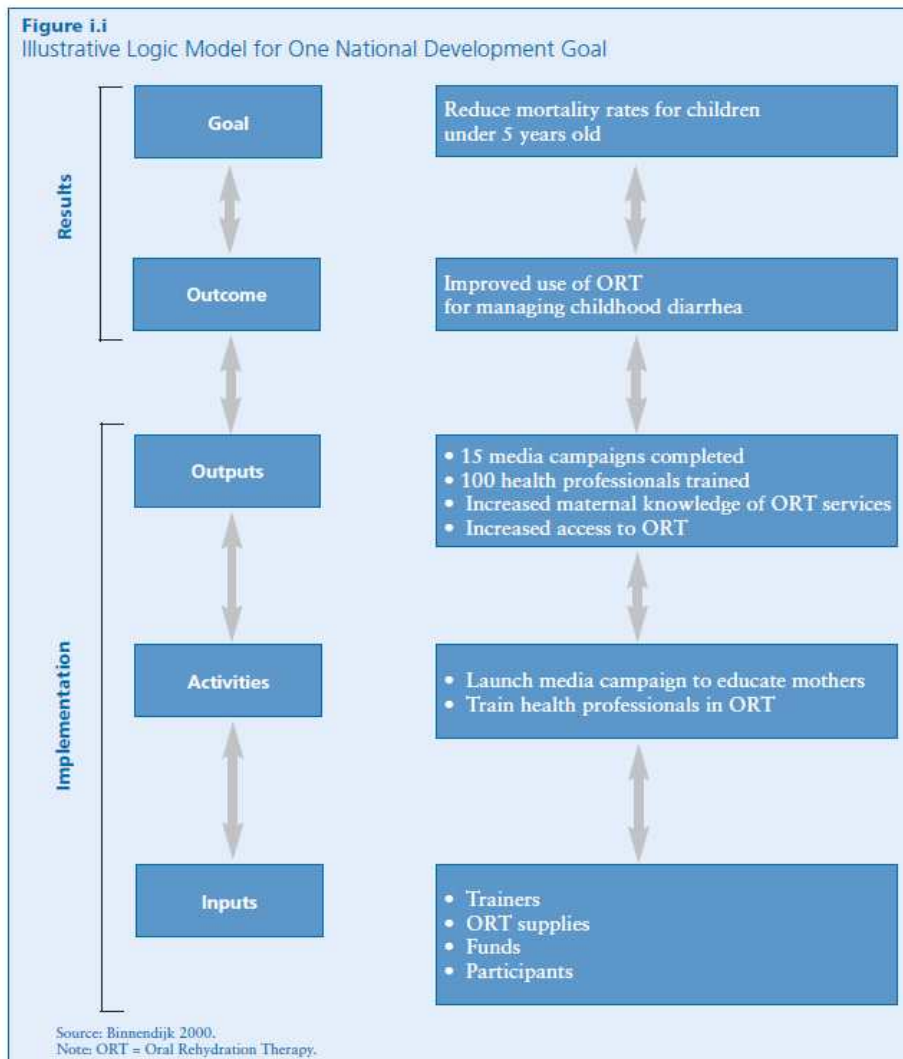 Figure i.i
Illustrative Logic Model for One National Development Goal
Results
Goal
Reduce mortality rates for children
under 5 years old
Outcome
Improved use of ORT
for managing childhood diarrhea
Implementation
Outputs
• 15 media campaigns completed
• 100 health professionals trained
• Increased maternal knowledge of ORT services
• Increased access to ORT
Activities
• Launch media campaign to educate mothers
• Train health professionals in ORT
Inputs
• Trainers
• ORT supplies
• Funds
• Participants
Source: Binnendijk 2000.
Note: ORT = Oral Rehydration Therapy.